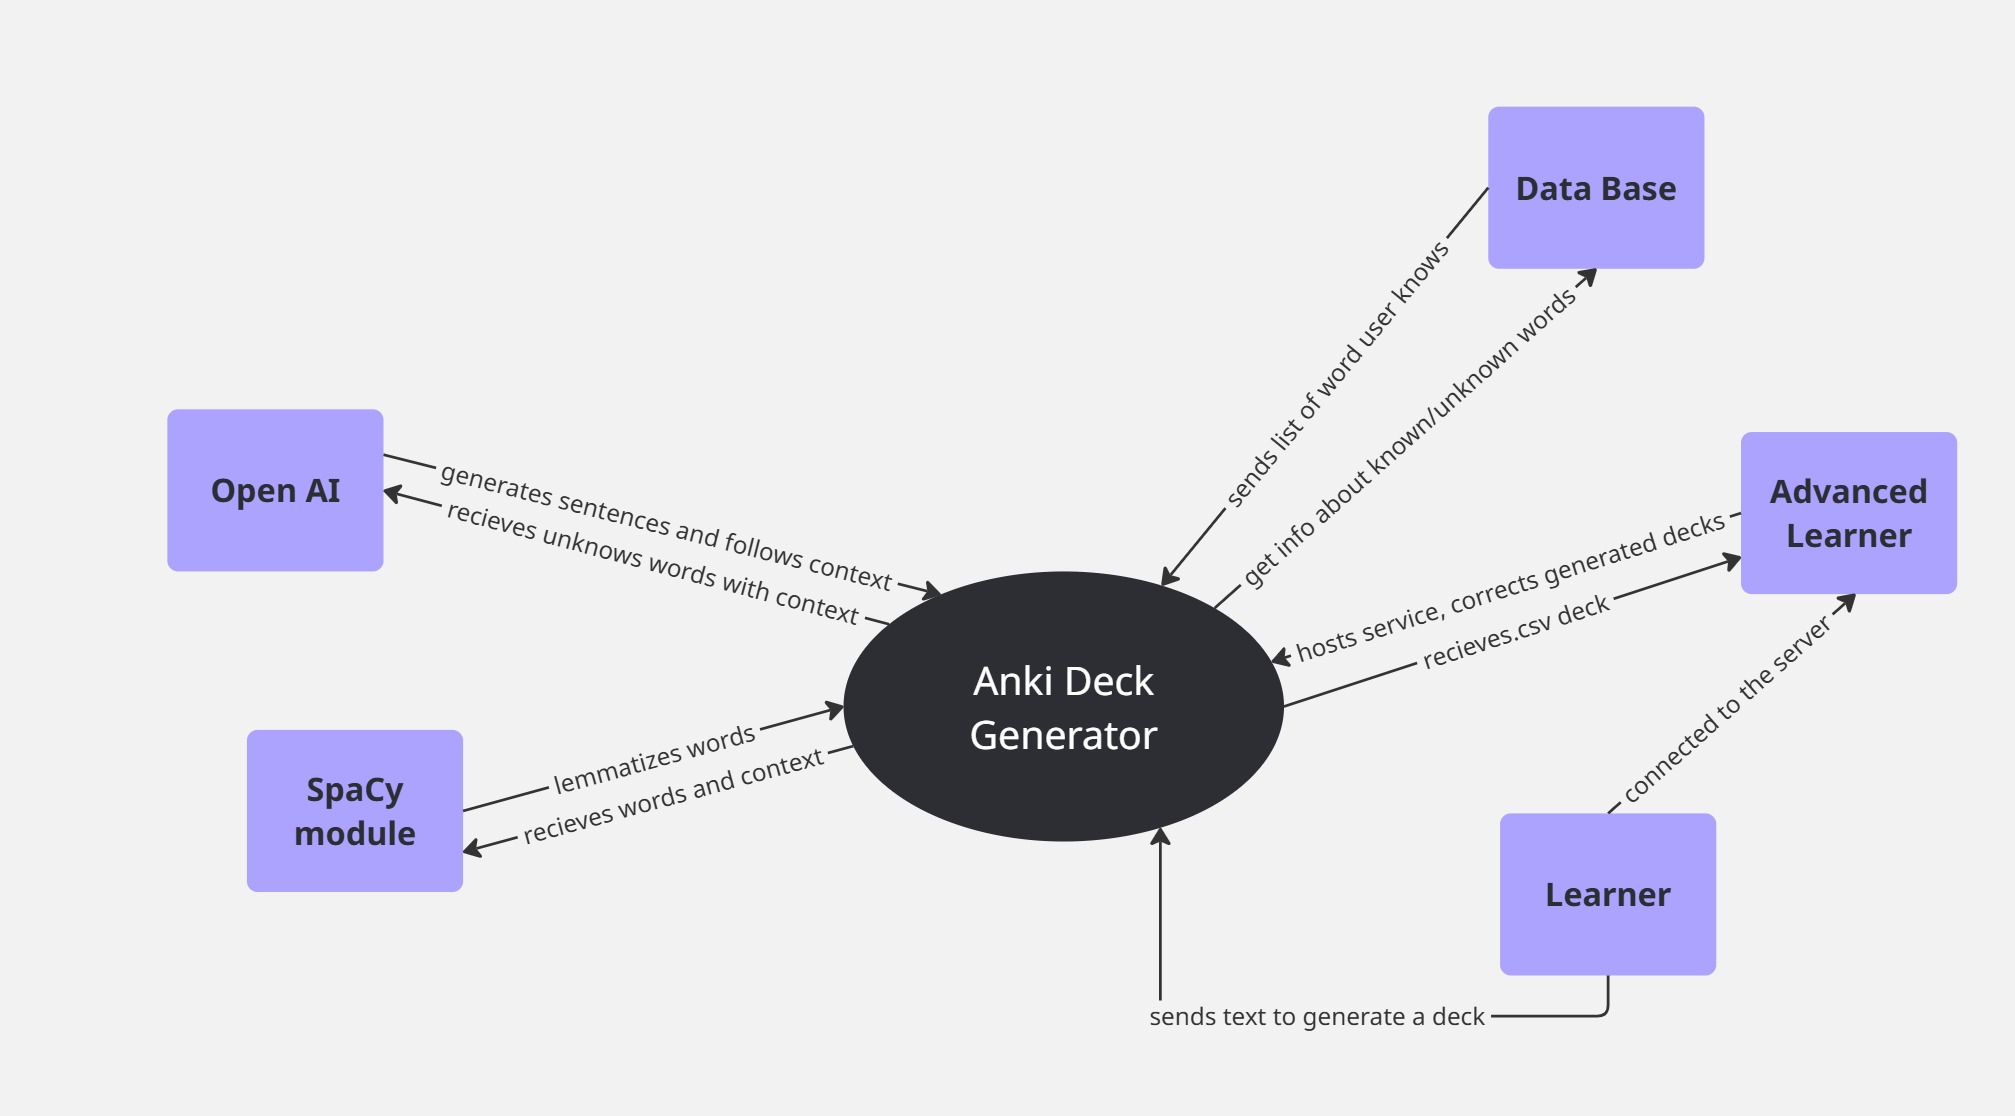 Data Base
sends list of word user knows
get info about known/unknown words
Open AI
generates sentences and follows context
recieves unknows words with context
Advanced
Learner
hosts service, corrects generated decks
recieves.csv deck
connected to the server
Anki Deck
Generator
SpaCy
module
lemmatizes words
recieves words and context
Learner
sends text to generate a deck